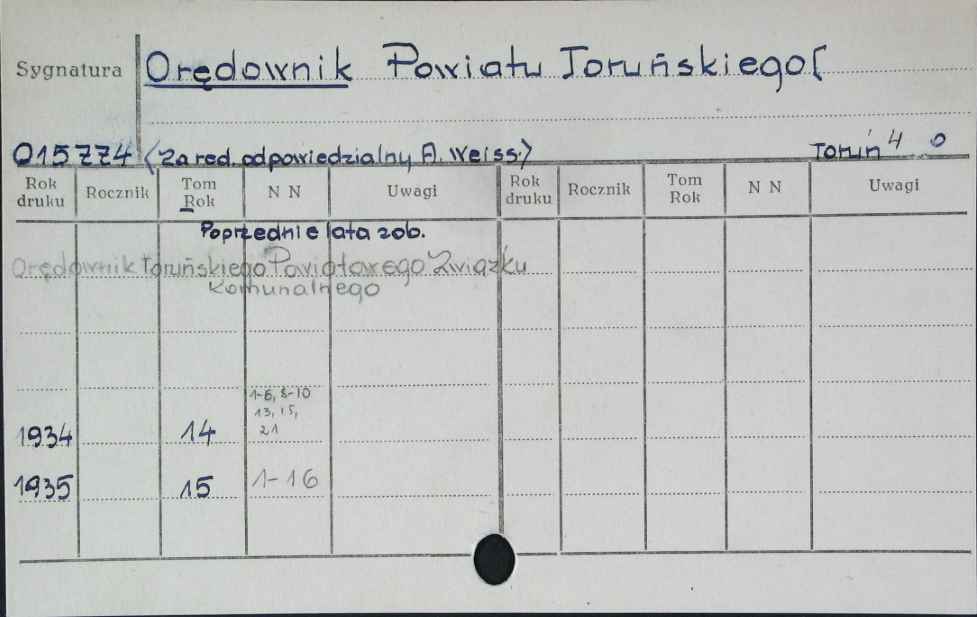 Sygnatura Orędownik Powiatu Toruńskiego[
015774 (Za red. odpowiedzialny A. Weiss.) Toruń 4 0
Rok druku Rocznik Tom Rok N N Uwagi Rok druku Rocznik Tom Rok N N Uwagi
Poprzednie lata zob.
Orędownik Toruńskiego Powiatowego Związku
Komunalnego
1-6, 8-10
13, 15,
1934 14 21
1935 15 1-16